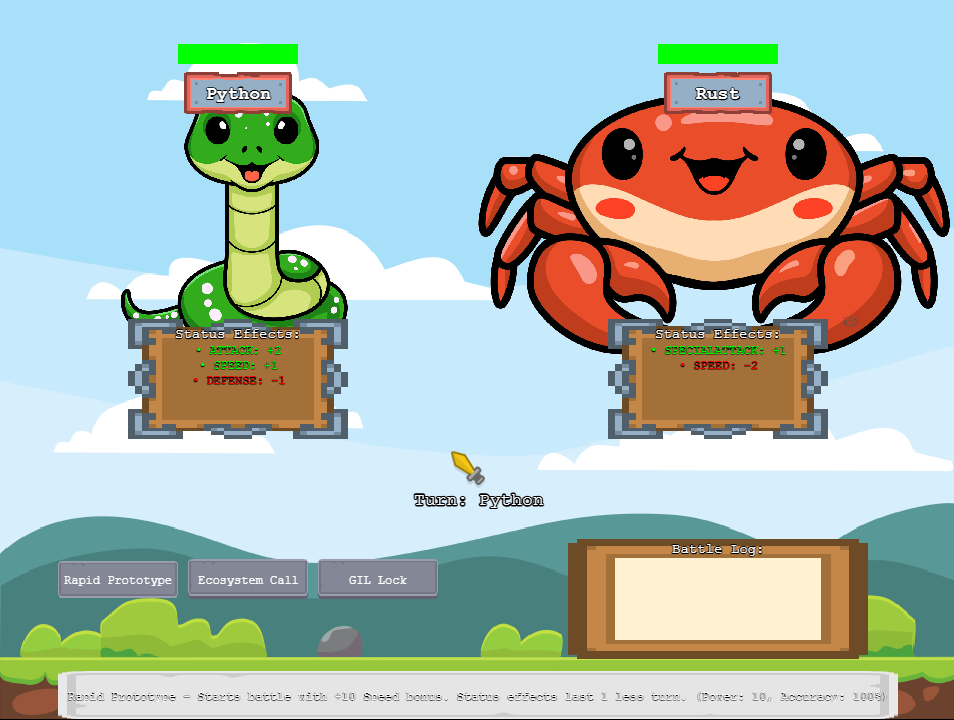 Python
Rust
Status Effects:
• ATTACK: +2
• SPEED: +1
• DEFENSE: -1
Status Effects:
• SPECIALATTACK: +1
• SPEED: -2
Turn: Python
Battle Log:
Rapid Prototype
Ecosystem Call
GIL Lock
Rapid Prototype - Starts battle with +10 Speed bonus. Status effects last 1 less turn. (Power: 10, Accuracy: 100%)